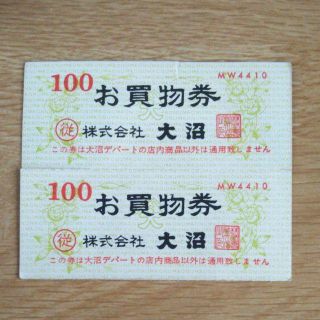 100
MW4410
お買物券
従 株式会社 大沼
この券は大沼デパートの店内商品以外は通用致しません
100
MW4410
お買物券
従 株式会社 大沼
この券は大沼デパートの店内商品以外は通用致しません